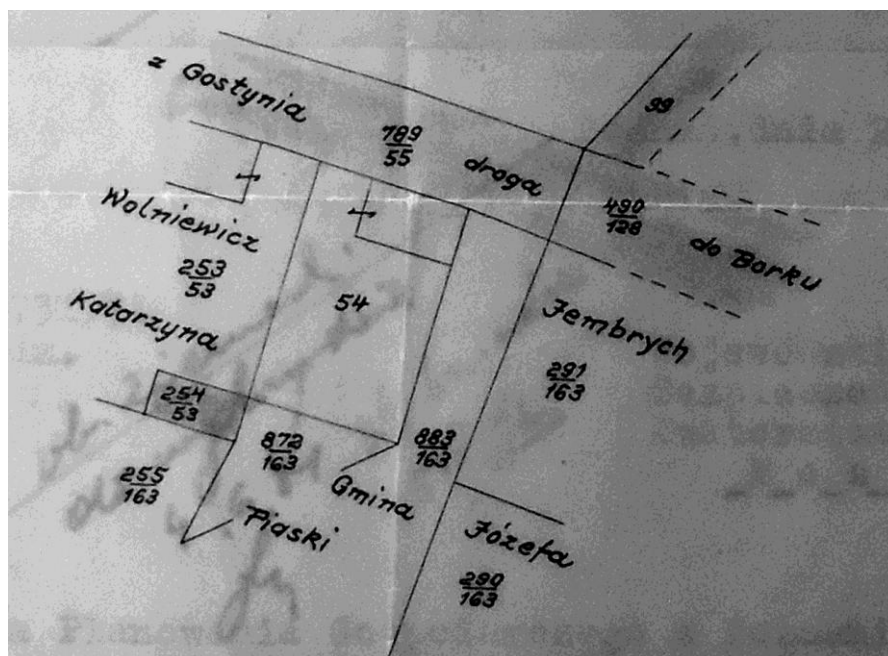 z Gostynia
789/55
droga
99
490/128
do Borku
Wolniewicz
253/53
Katarzyna
54
Jembrych
291/163
254/53
255/163
872/163
883/163
Gmina
Piaski
Józefa
290/163